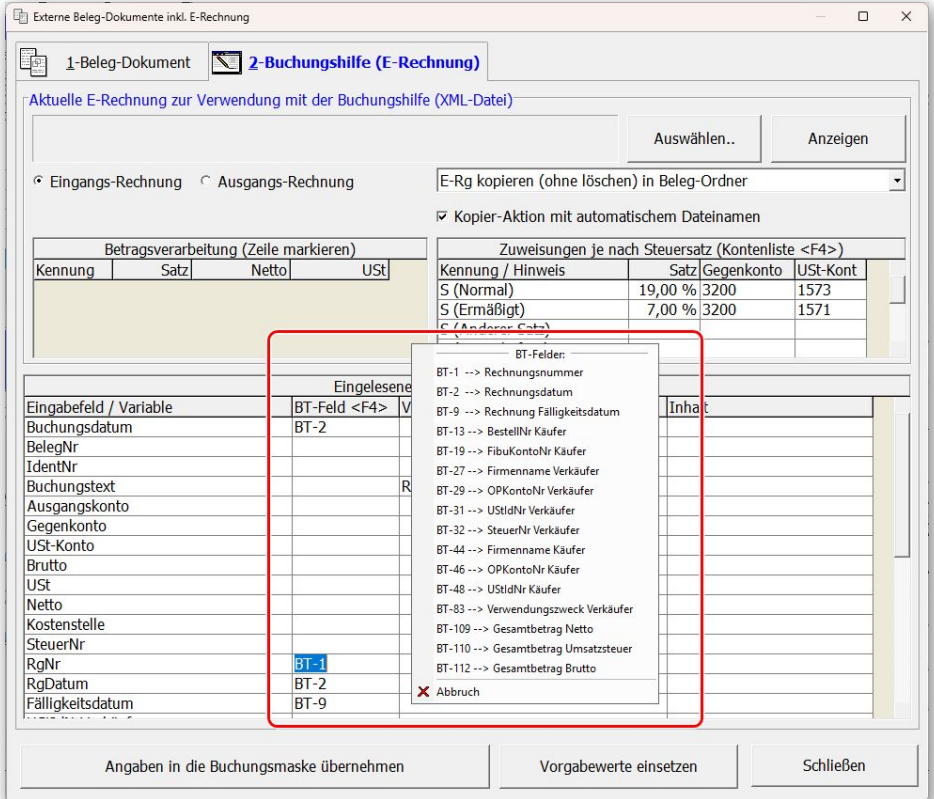 Externe Beleg-Dokumente inkl. E-Rechnung
1-Beleg-Dokument 2-Buchungshilfe (E-Rechnung)
Aktuelle E-Rechnung zur Verwendung mit der Buchungshilfe (XML-Datei)
Auswählen.. Anzeigen
Eingangs-Rechnung Ausgangs-Rechnung E-Rg kopieren (ohne löschen) in Beleg-Ordner
Kopier-Aktion mit automatischem Dateinamen
Betragsverarbeitung (Zeile markieren) Zuweisungen je nach Steuersatz (Kontenliste <F4>)
Kennung Satz Netto USt Kennung / Hinweis Satz Gegenkonto USt-Kont
S (Normal) 19,00 % 3200 1573
S (Ermäßigt) 7,00 % 3200 1571
S (Anderer Satz)
Eingelesene
Eingabefeld / Variable BT-Feld <F4> V Inhalt
Buchungsdatum BT-2
BelegNr
IdentNr
Buchungstext R
Ausgangskonto
Gegenkonto
USt-Konto
Brutto
USt
Netto
Kostenstelle
SteuerNr
RgNr BT-1
RgDatum BT-2
Fälligkeitsdatum BT-9
BT-Felder:
BT-1 --> Rechnungsnummer
BT-2 --> Rechnungsdatum
BT-9 --> Rechnung Fälligkeitsdatum
BT-13 --> BestellNr Käufer
BT-19 --> FibuKontoNr Käufer
BT-27 --> Firmenname Verkäufer
BT-29 --> OPKontoNr Verkäufer
BT-31 --> UStIdNr Verkäufer
BT-32 --> SteuerNr Verkäufer
BT-44 --> Firmenname Käufer
BT-46 --> OPKontoNr Käufer
BT-48 --> UStIdNr Käufer
BT-83 --> Verwendungszweck Verkäufer
BT-109 --> Gesamtbetrag Netto
BT-110 --> Gesamtbetrag Umsatzsteuer
BT-112 --> Gesamtbetrag Brutto
Abbruch
Angaben in die Buchungsmaske übernehmen Vorgabewerte einsetzen Schließen